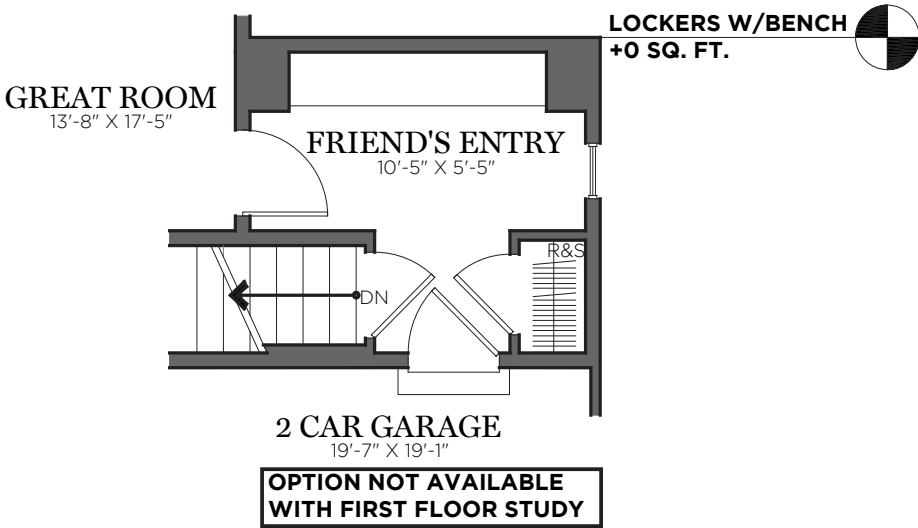 LOCKERS W/BENCH
+0 SQ. FT.
GREAT ROOM
13'-8" X 17'-5"
FRIEND'S ENTRY
10'-5" X 5'-5"
R&S
DN
2 CAR GARAGE
19'-7" X 19'-1"
OPTION NOT AVAILABLE
WITH FIRST FLOOR STUDY